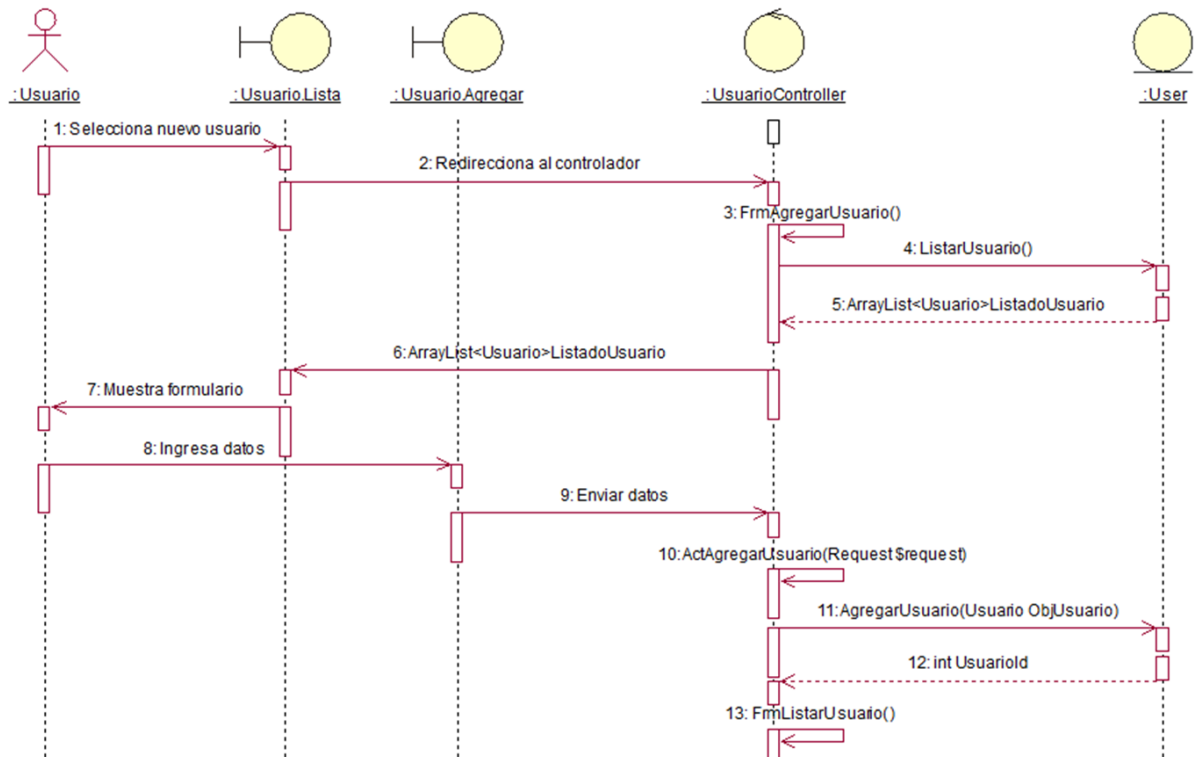 : Usuario
: Usuario.Lista
: Usuario.Agregar
: UsuarioController
: User
1: Selecciona nuevo usuario
2: Redirecciona al controlador
3: FrmAgregarUsuario()
4: ListarUsuario()
5: ArrayList<Usuario>ListadoUsuario
6: ArrayList<Usuario>ListadoUsuario
7: Muestra formulario
8: Ingresa datos
9: Enviar datos
10: ActAgregarUsuario(Request $request)
11: AgregarUsuario(Usuario ObjUsuario)
12: int UsuarioId
13: FrmListarUsuario()